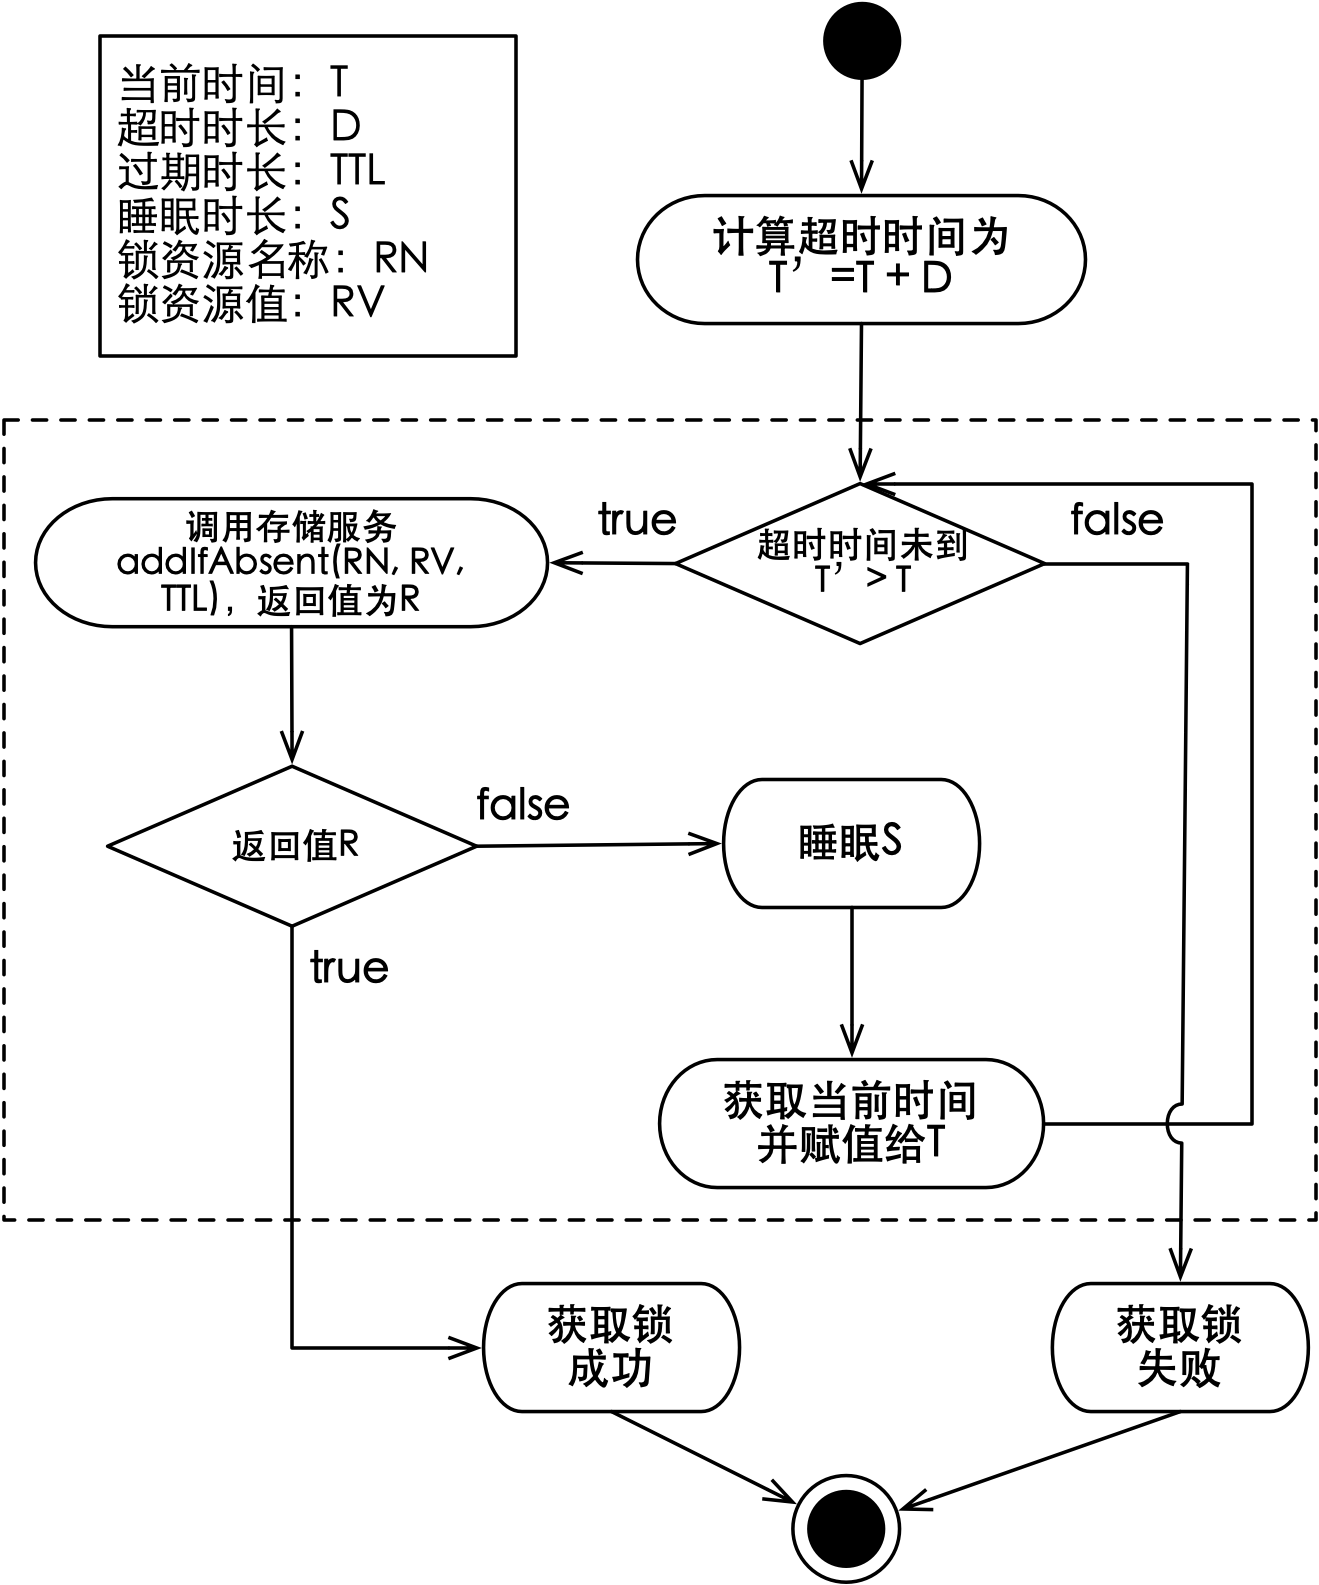 当前时间：T
超时时长：D
过期时长：TTL
睡眠时长：S
锁资源名称：RN
锁资源值：RV
计算超时时间为
T’=T + D
true
false
超时时间未到
T’> T
调用存储服务
addIfAbsent(RN, RV,
TTL)，返回值为R
返回值R
false
睡眠S
true
获取当前时间
并赋值给T
获取锁
成功
获取锁
失败